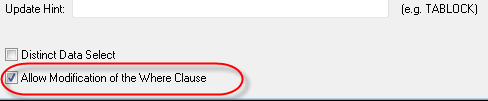 Update Hint: (e.g. TABLOCK)
Distinct Data Select
Allow Modification of the Where Clause